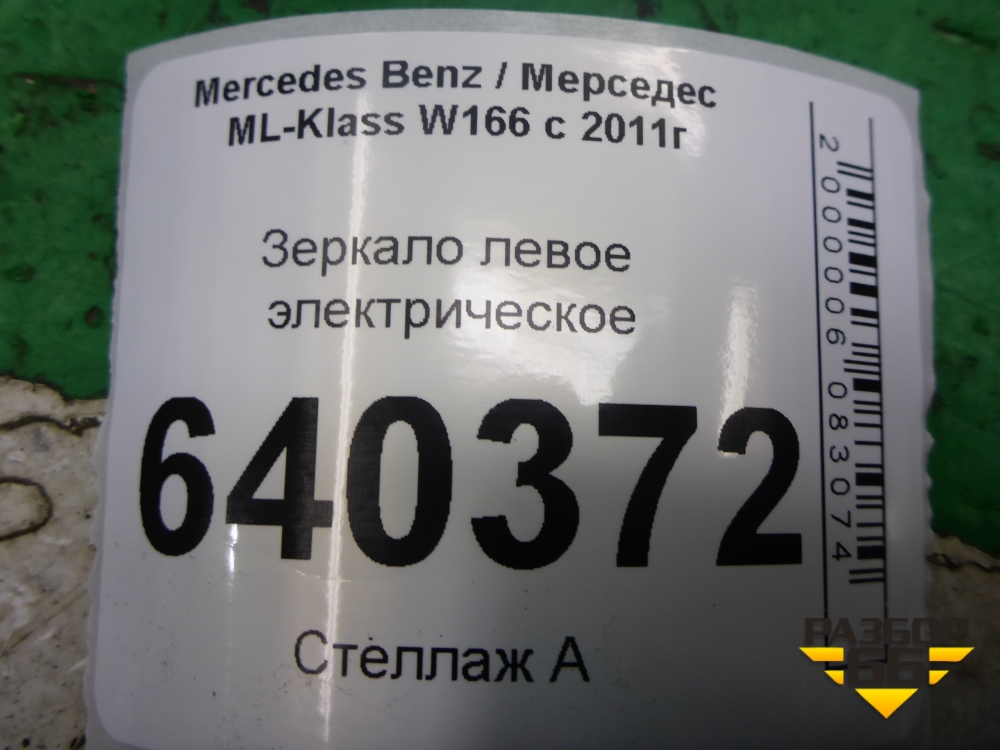 Mercedes Benz / Мерседес
ML-Klass W166 с 2011г
Зеркало левое
электрическое
640372
Стеллаж А
2000006083074
РАЗБОР
66